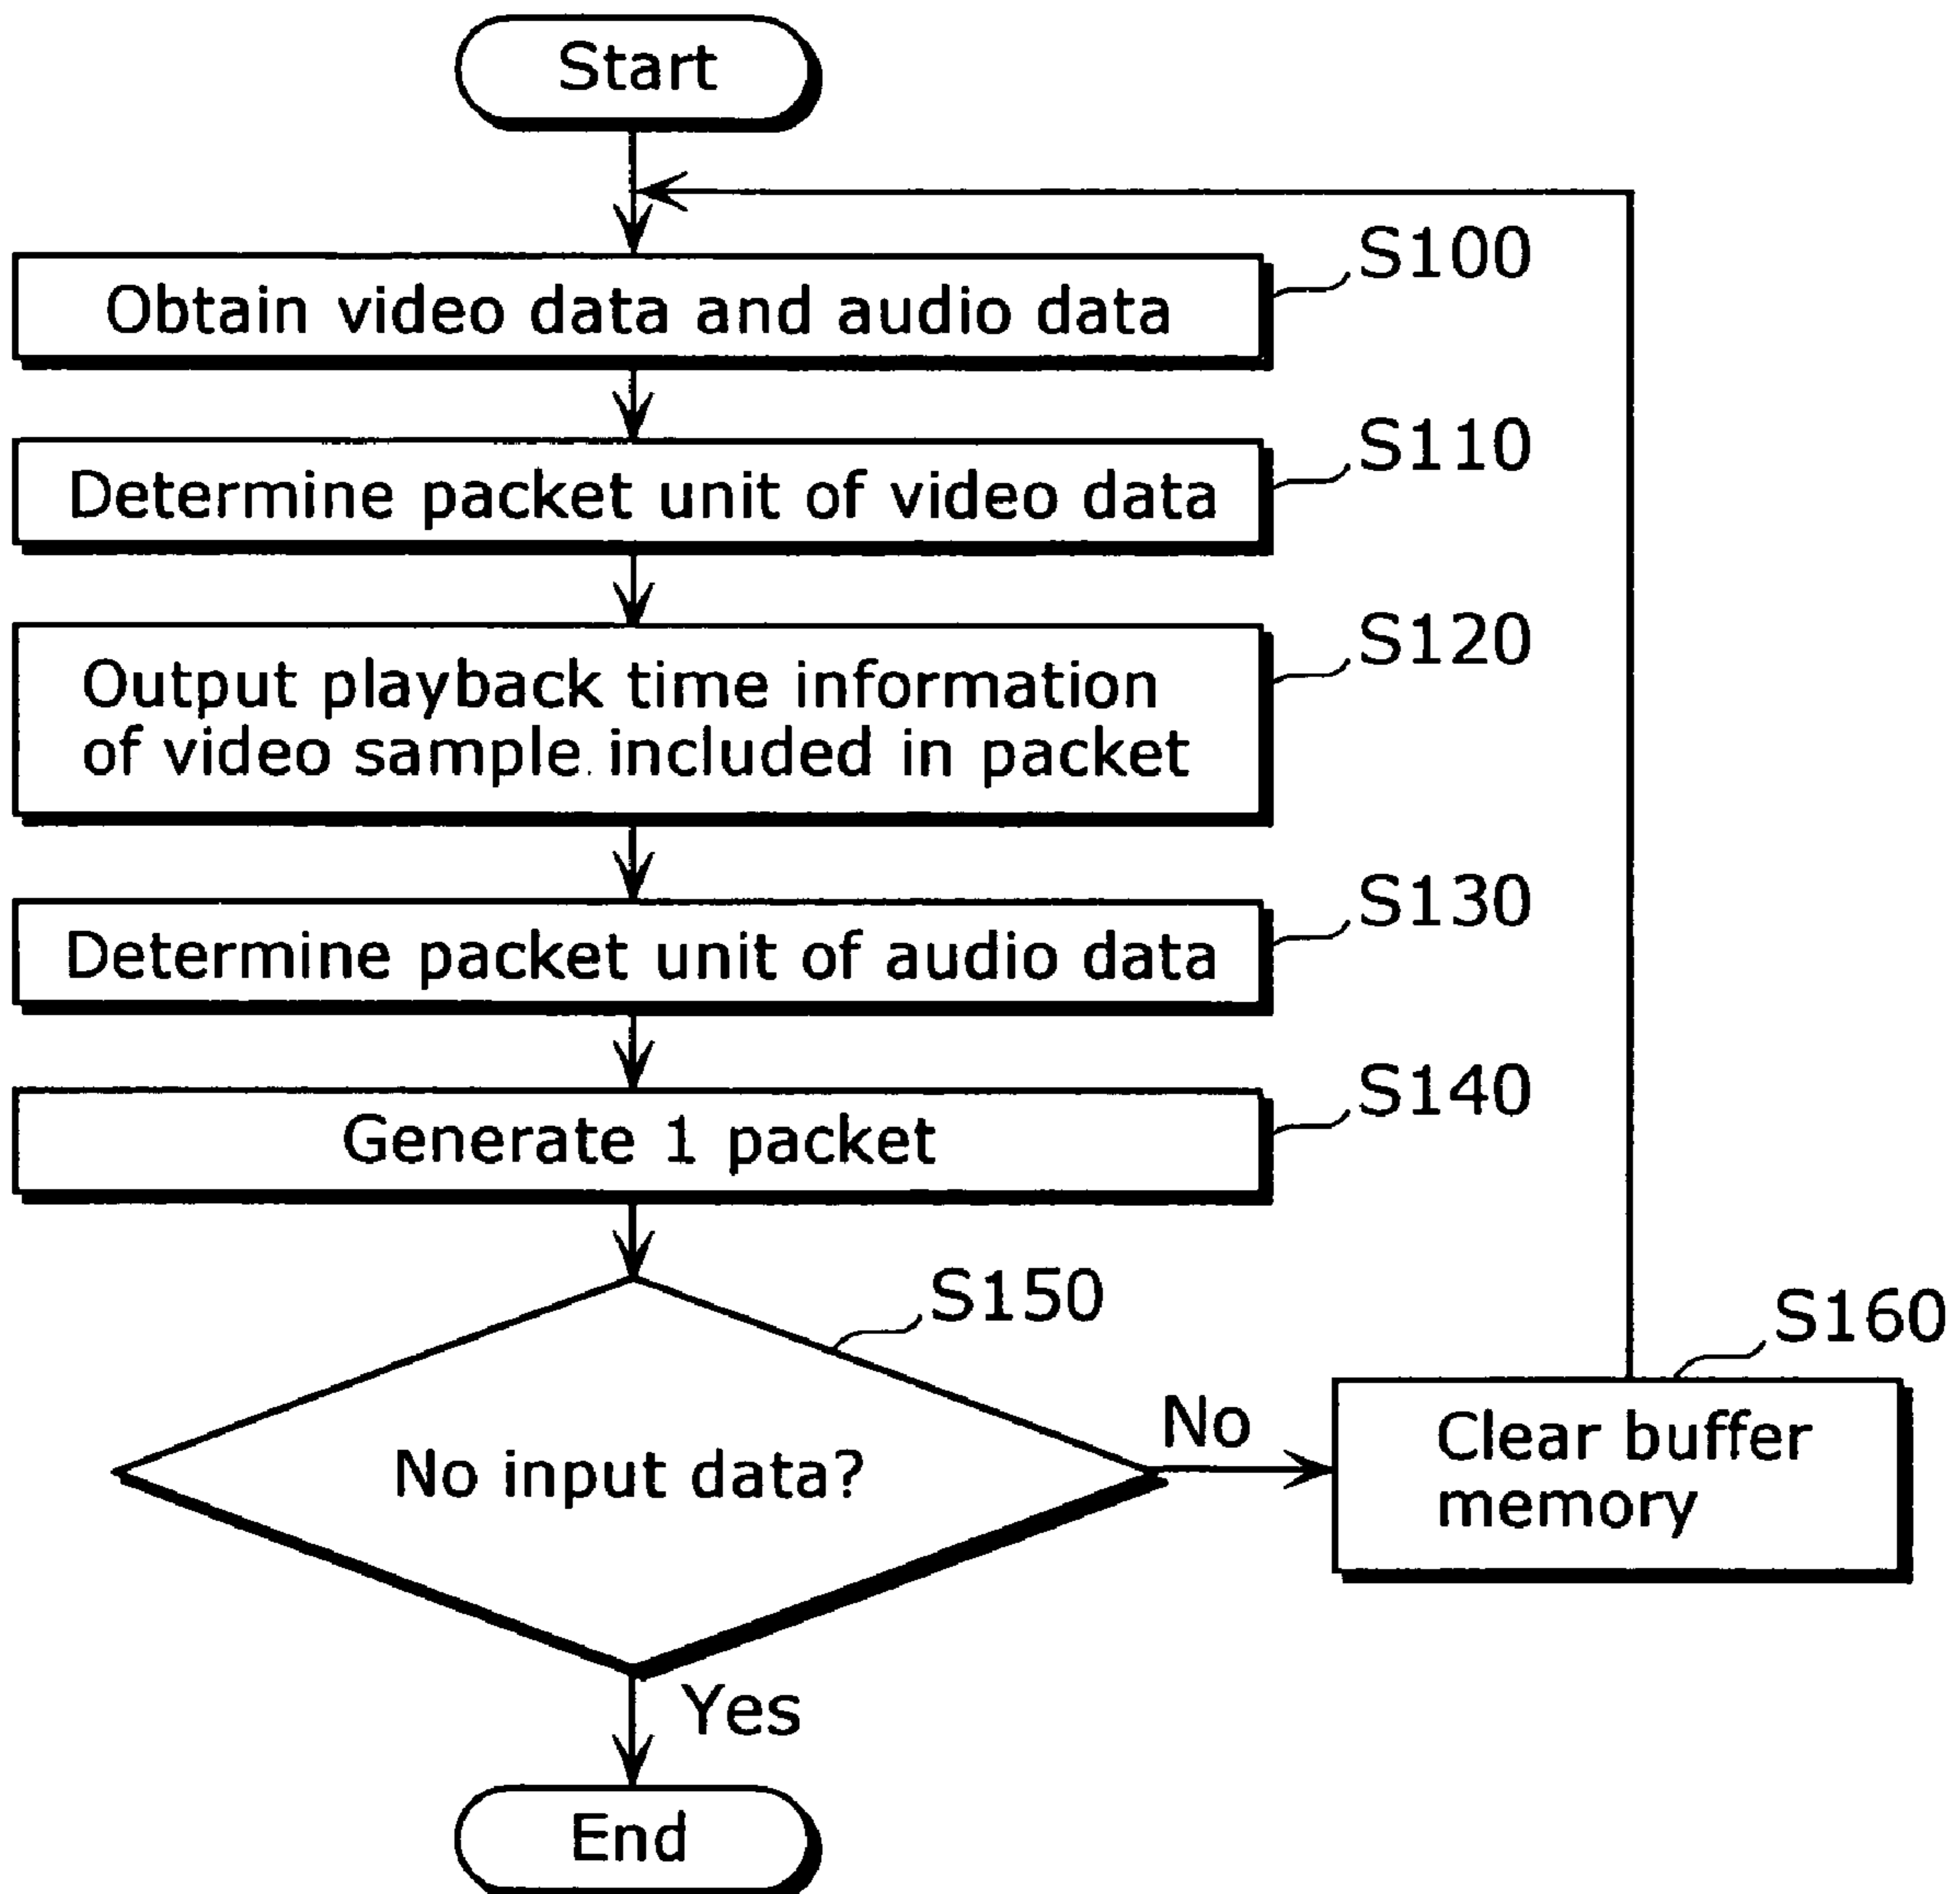 Start
S100
Obtain video data and audio data
S110
Determine packet unit of video data
S120
Output playback time information
of video sample included in packet
S130
Determine packet unit of audio data
S140
Generate 1 packet
S150
No input data?
No
S160
Clear buffer
memory
Yes
End